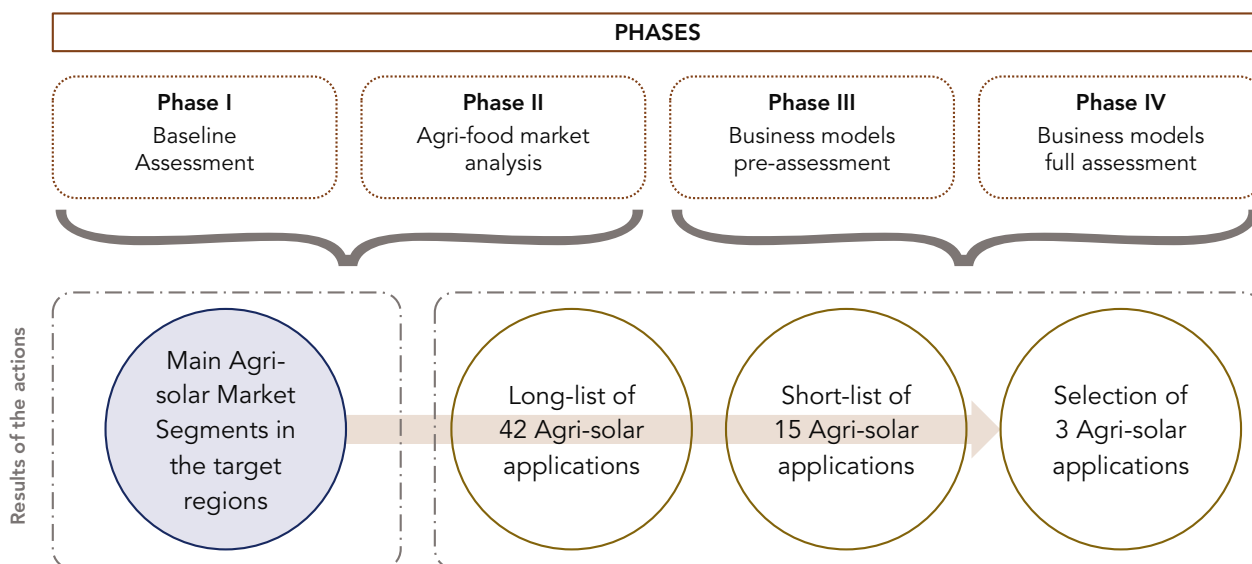 PHASES
Phase I
Baseline
Assessment
Phase II
Agri-food market
analysis
Phase III
Business models
pre-assessment
Phase IV
Business models
full assessment
Results of the actions
Main Agri-
solar Market
Segments in
the target
regions
Long-list of
42 Agri-solar
applications
Short-list of
15 Agri-solar
applications
Selection of
3 Agri-solar
applications